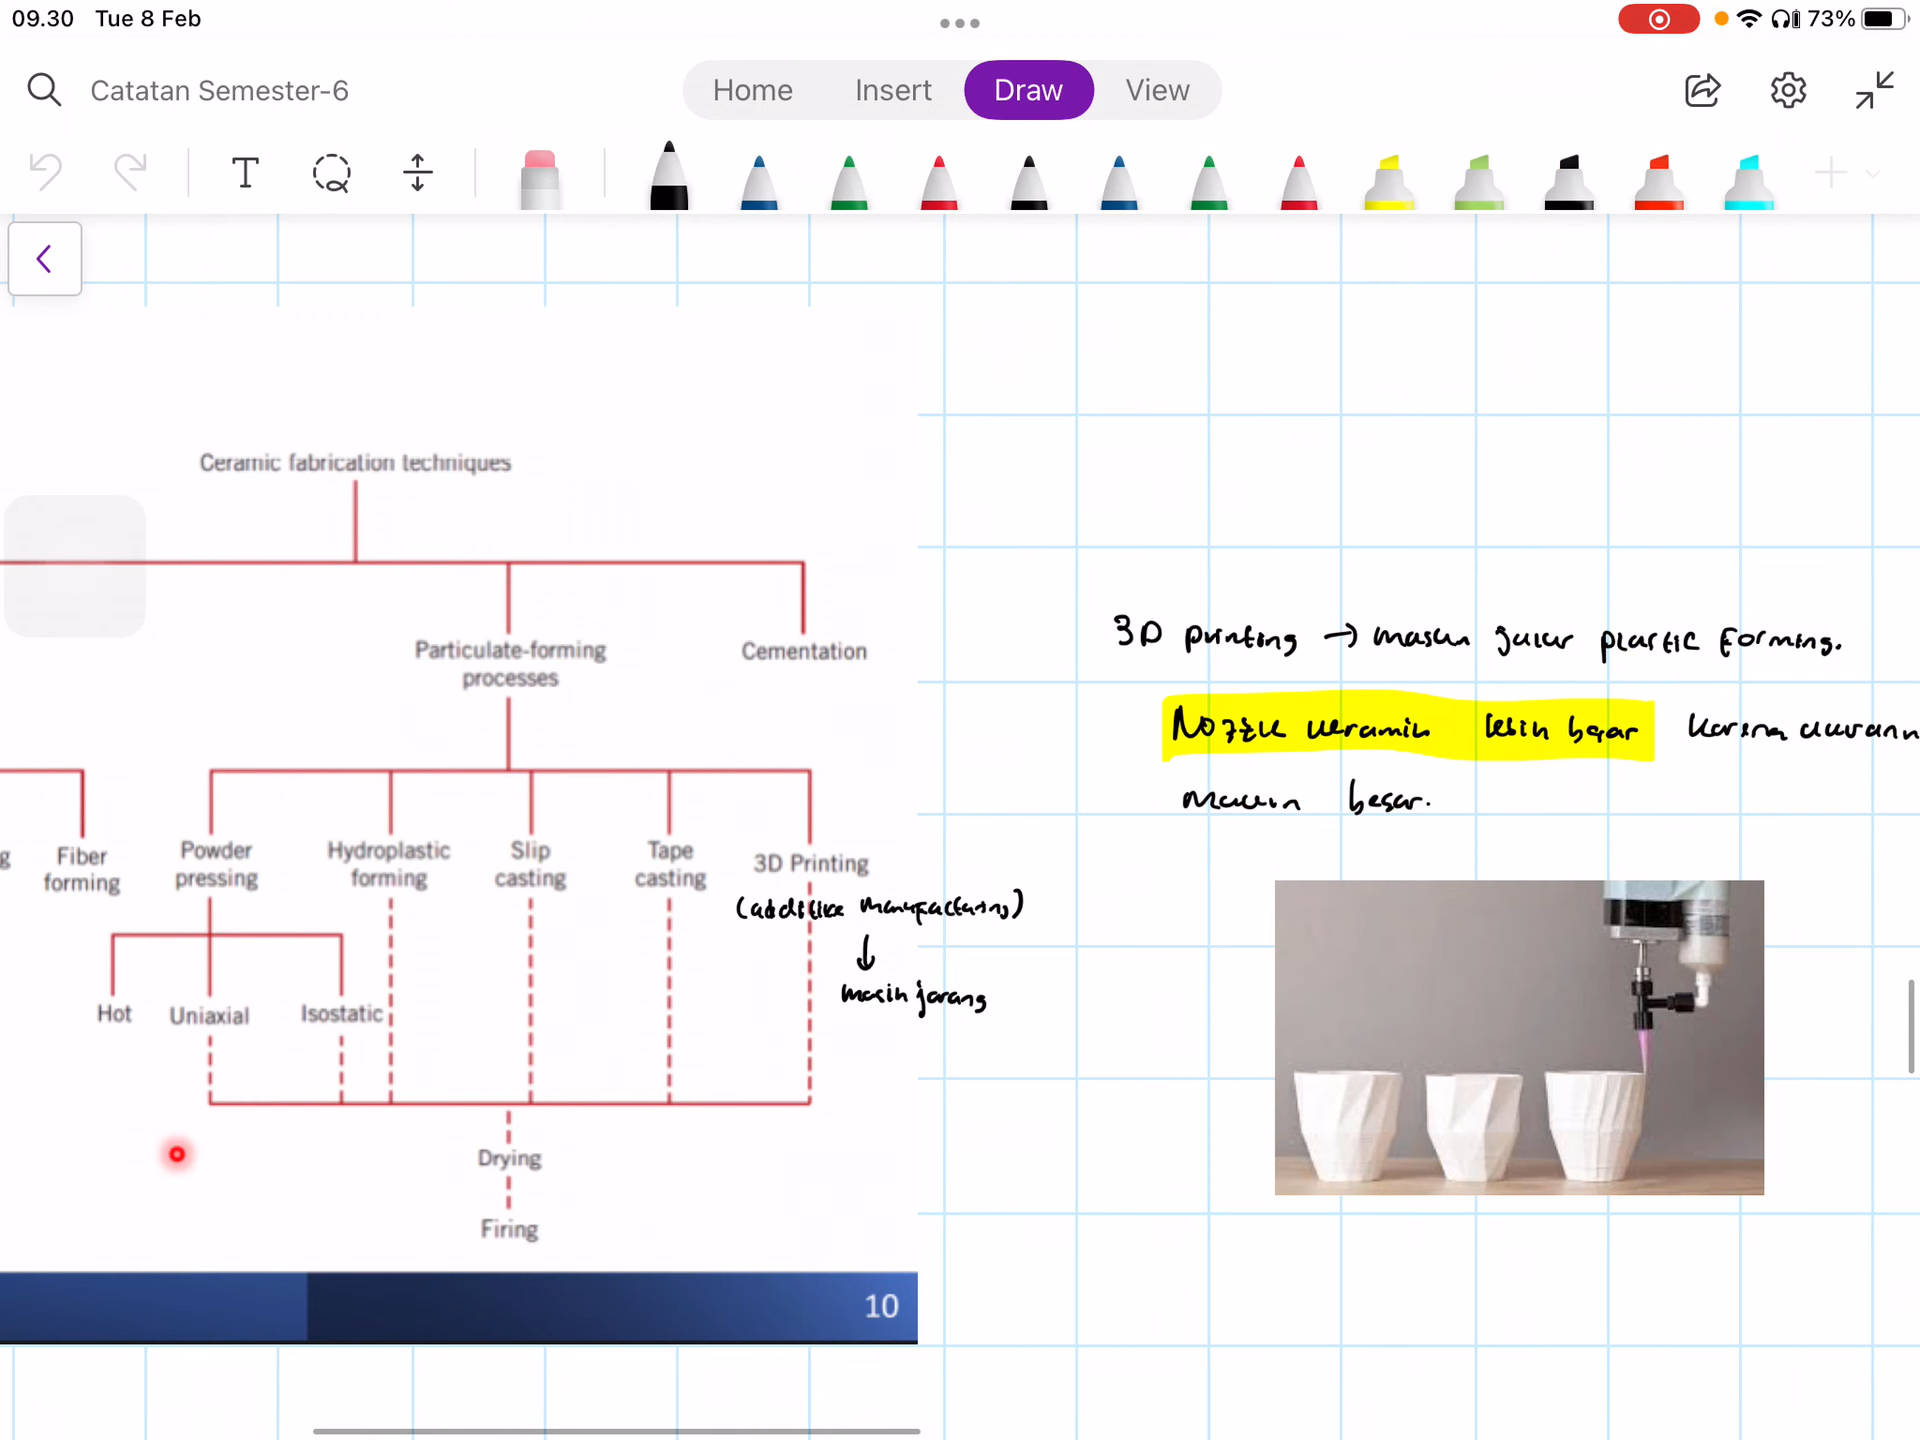 09.30 Tue 8 Feb
73%
Catatan Semester-6
Home Insert Draw View
T
Ceramic fabrication techniques
Particulate-forming
processes
Cementation
g
Fiber
forming
Powder
pressing
Hydroplastic
forming
Slip
casting
Tape
casting
3D Printing
(additive manufacturing)
masih jarang
Hot Uniaxial Isostatic
Drying
Firing
10
3D printing → masuk jalur plastic forming.
Nozzle keramik lebih besar karena
makin besar.